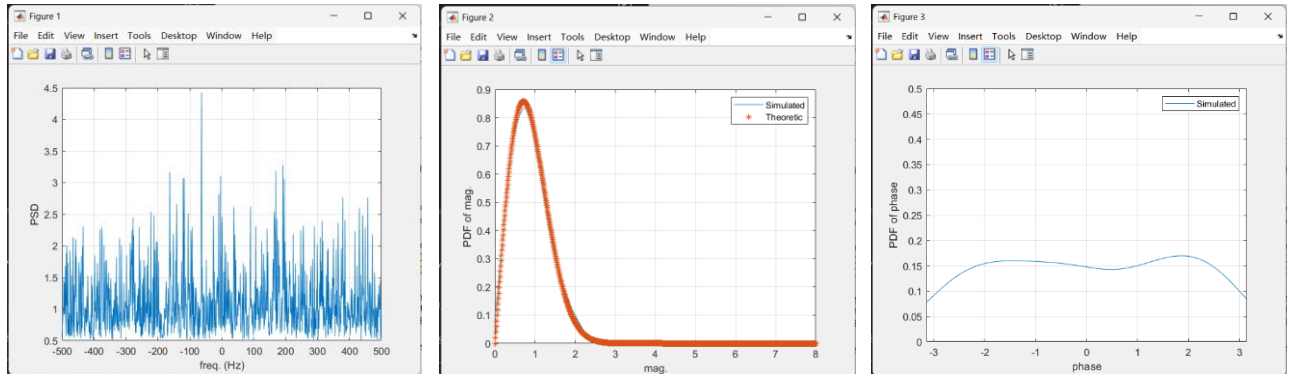 Figure 1
File Edit View Insert Tools Desktop Window Help
4.5
4
3.5
3
2.5
2
1.5
1
0.5
PSD
-500 -400 -300 -200 -100 0 100 200 300 400 500
freq. (Hz)
Figure 2
File Edit View Insert Tools Desktop Window Help
0.9
0.8
0.7
0.6
0.5
0.4
0.3
0.2
0.1
0
PDF of mag.
Simulated
Theoretic
0 1 2 3 4 5 6 7 8
mag.
Figure 3
File Edit View Insert Tools Desktop Window Help
0.5
0.45
0.4
0.35
0.3
0.25
0.2
0.15
0.1
0.05
0
PDF of phase
Simulated
-3 -2 -1 0 1 2 3
phase